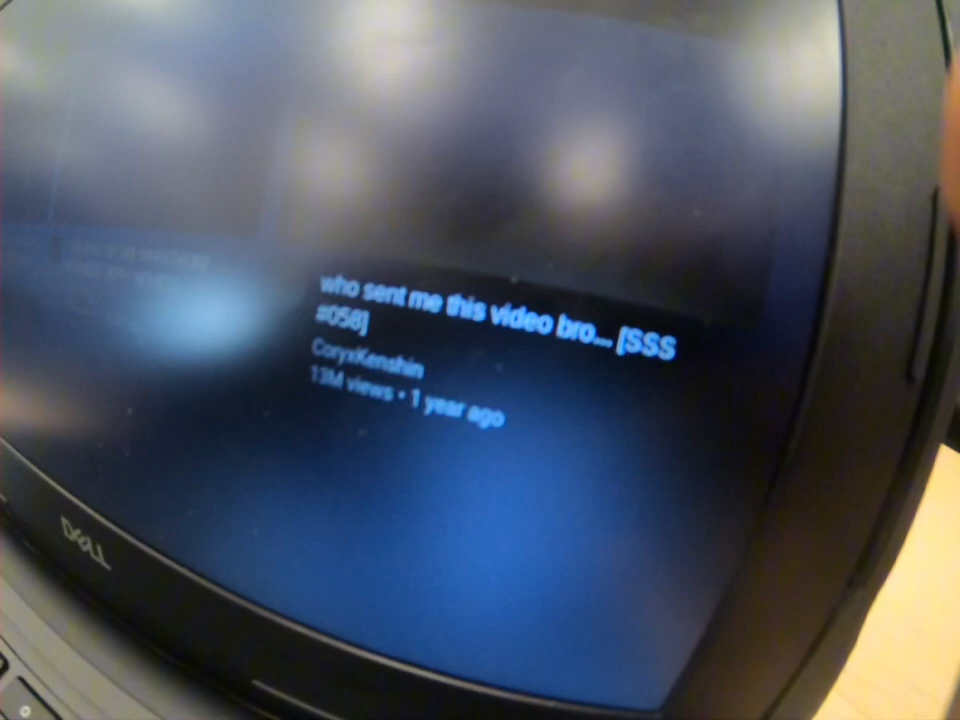 who sent me this video bro... [SSS
#058]
CoryxKenshin
13M views • 1 year ago
DELL